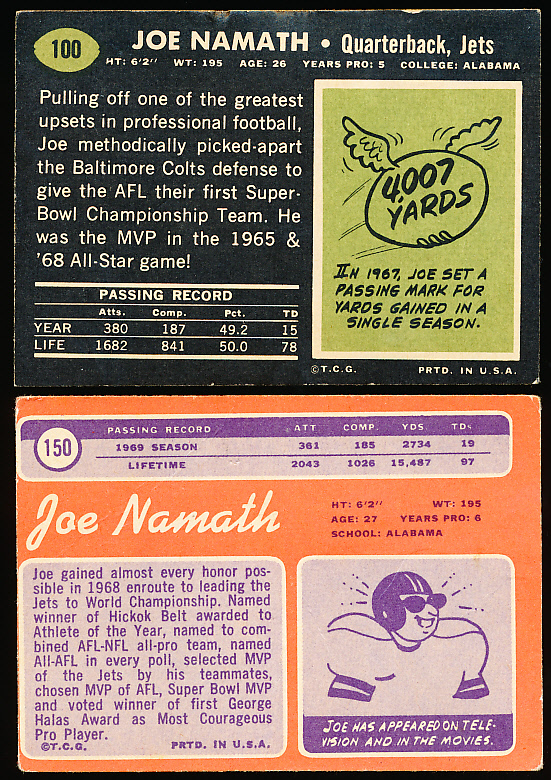 100
JOE NAMATH • Quarterback, Jets
HT: 6'2" WT: 195 AGE: 26 YEARS PRO: 5 COLLEGE: ALABAMA
Pulling off one of the greatest
upsets in professional football,
Joe methodically picked-apart
the Baltimore Colts defense to
give the AFL their first Super-
Bowl Championship Team. He
was the MVP in the 1965 &
'68 All-Star game!
PASSING RECORD
Atts. Comp. Pct. TD
YEAR 380 187 49.2 15
LIFE 1682 841 50.0 78
4007
YARDS
IN 1967, JOE SET A
PASSING MARK FOR
YARDS GAINED IN A
SINGLE SEASON.
©T.C.G. PRTD. IN U.S.A.
150
PASSING RECORD ATT. COMP. YDS TDs
1969 SEASON 361 185 2734 19
LIFETIME 2043 1026 15,487 97
Joe Namath
HT: 6'2" WT: 195
AGE: 27 YEARS PRO: 6
SCHOOL: ALABAMA
Joe gained almost every honor pos-
sible in 1968 enroute to leading the
Jets to World Championship. Named
winner of Hickok Belt awarded to
Athlete of the Year, named to com-
bined AFL-NFL all-pro team, named
All-AFL in every poll, selected MVP
of the Jets by his teammates,
chosen MVP of AFL, Super Bowl MVP
and voted winner of first George
Halas Award as Most Courageous
Pro Player.
©T.C.G. PRTD. IN U.S.A.
JOE HAS APPEARED ON TELE-
VISION AND IN THE MOVIES.